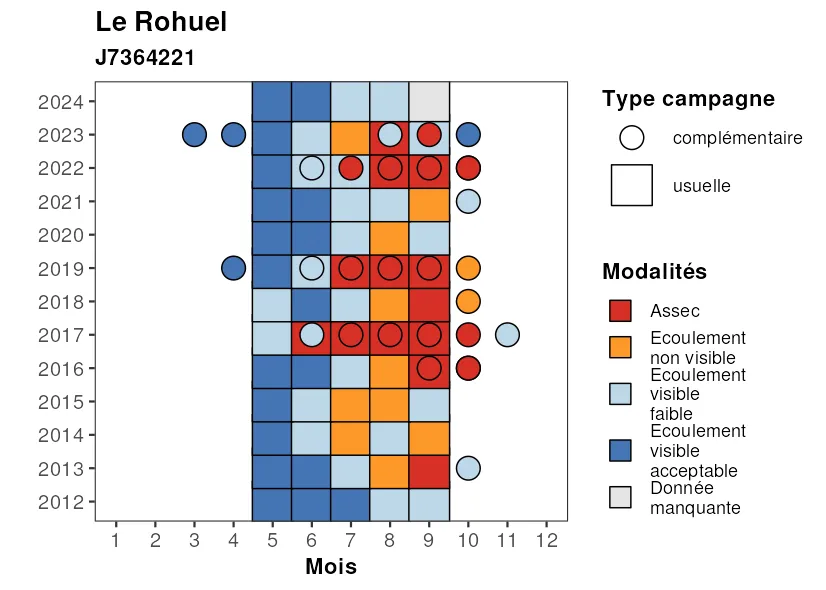 Le Rohuel
J7364221
2024
2023
2022
2021
2020
2019
2018
2017
2016
2015
2014
2013
2012
1 2 3 4 5 6 7 8 9 10 11 12
Mois
Type campagne
complémentaire
usuelle
Modalités
Assec
Ecoulement
non visible
Ecoulement
visible
faible
Ecoulement
visible
acceptable
Donnée
manquante